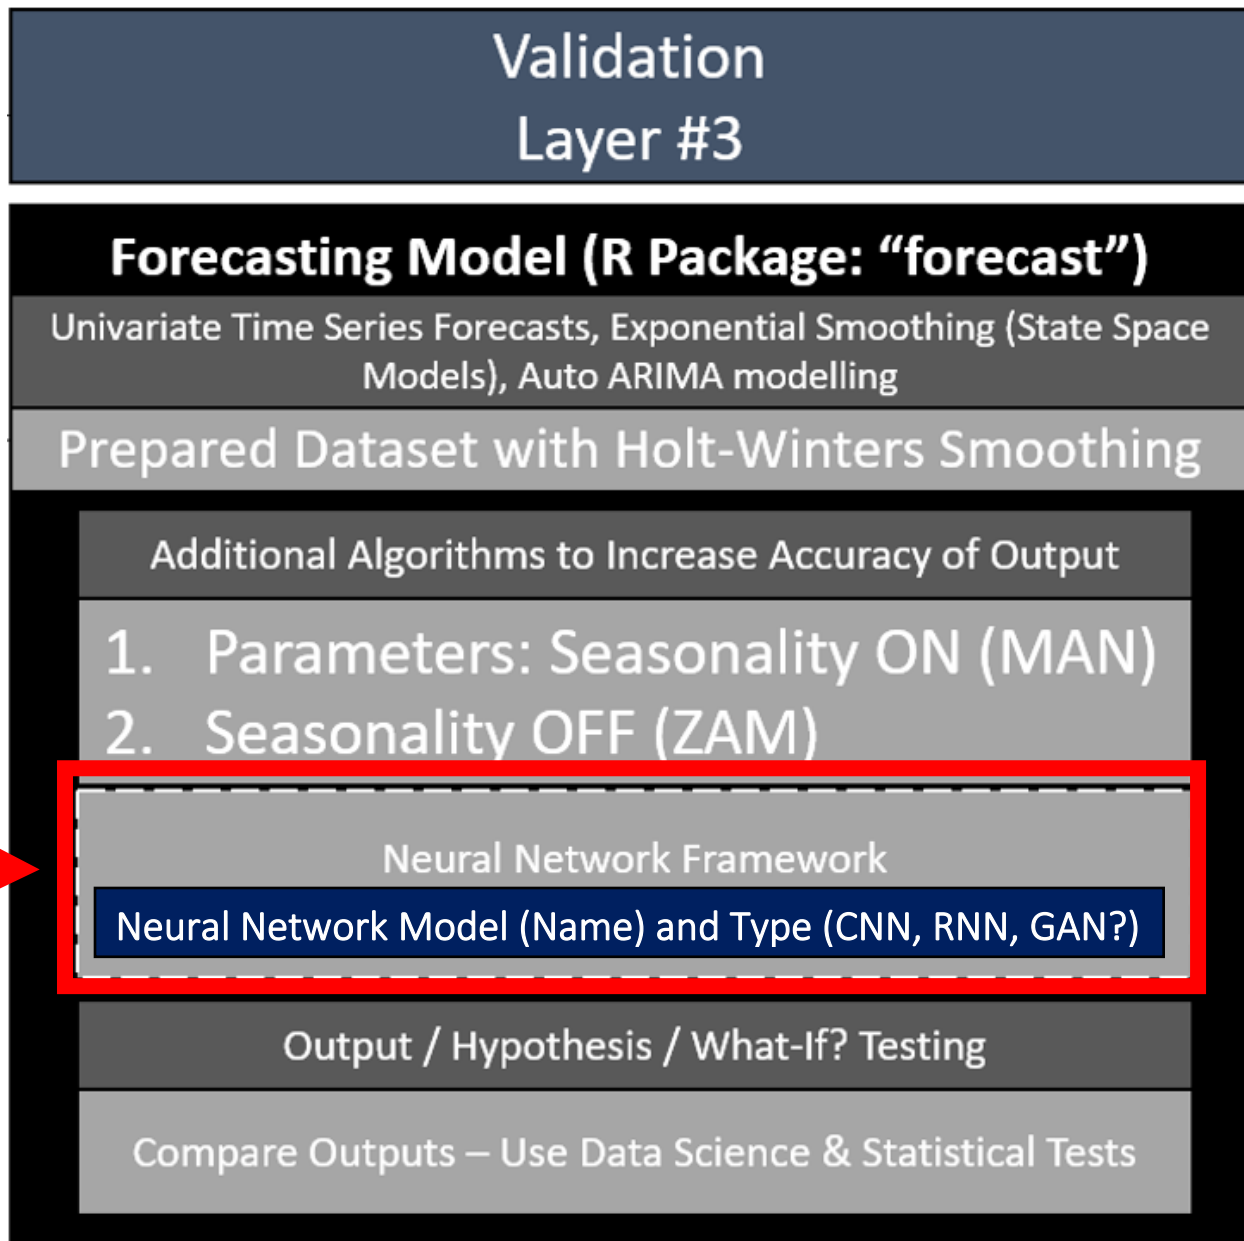 Validation
Layer #3
Forecasting Model (R Package: “forecast”)
Univariate Time Series Forecasts, Exponential Smoothing (State Space
Models), Auto ARIMA modelling
Prepared Dataset with Holt-Winters Smoothing
Additional Algorithms to Increase Accuracy of Output
1. Parameters: Seasonality ON (MAN)
2. Seasonality OFF (ZAM)
Neural Network Framework
Neural Network Model (Name) and Type (CNN, RNN, GAN?)
Output / Hypothesis / What-If? Testing
Compare Outputs – Use Data Science & Statistical Tests